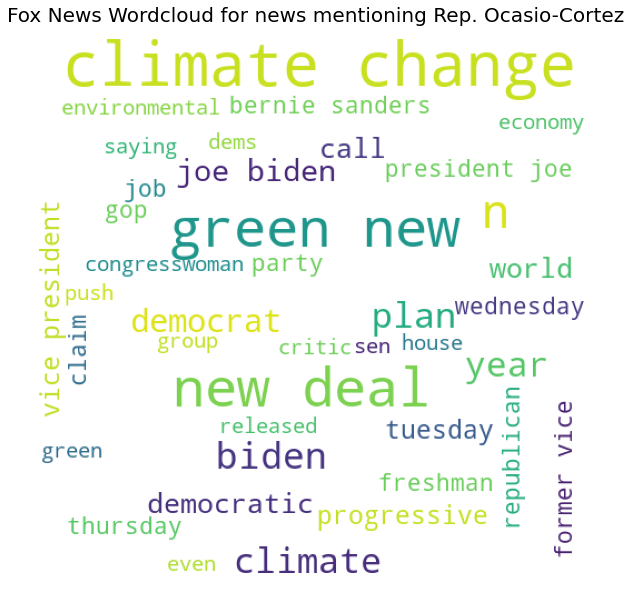 Fox News Wordcloud for news mentioning Rep. Ocasio-Cortez
climate change
environmental
bernie sanders
economy
saying
dems
call
joe biden
president joe
job
gop
green new
n
vice president
congresswoman
party
world
push
democrat
plan
wednesday
claim
group
critic
sen
house
year
new deal
released
tuesday
republican
former vice
green
biden
freshman
democratic
progressive
thursday
even
climate